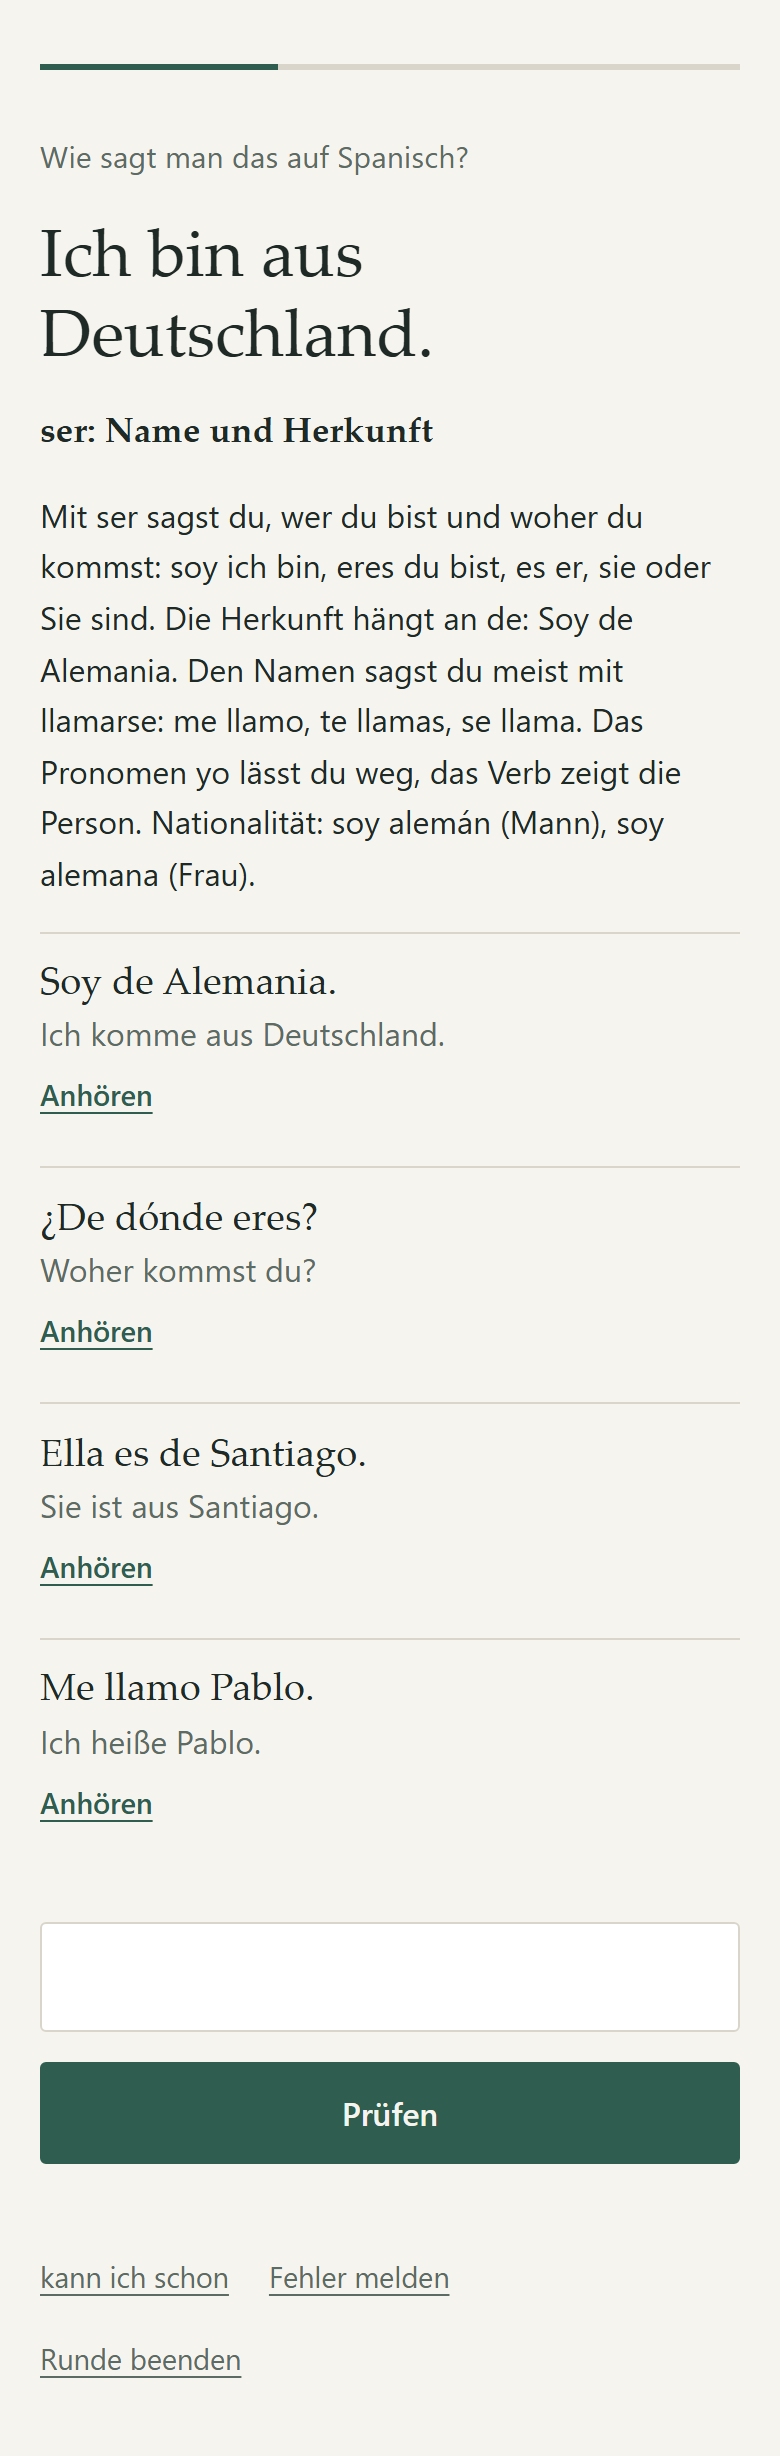 Wie sagt man das auf Spanisch?
Ich bin aus
Deutschland.
ser: Name und Herkunft
Mit ser sagst du, wer du bist und woher du
kommst: soy ich bin, eres du bist, es er, sie oder
Sie sind. Die Herkunft hängt an de: Soy de
Alemania. Den Namen sagst du meist mit
llamarse: me llamo, te llamas, se llama. Das
Pronomen yo lässt du weg, das Verb zeigt die
Person. Nationalität: soy alemán (Mann), soy
alemana (Frau).
Soy de Alemania.
Ich komme aus Deutschland.
Anhören
¿De dónde eres?
Woher kommst du?
Anhören
Ella es de Santiago.
Sie ist aus Santiago.
Anhören
Me llamo Pablo.
Ich heiße Pablo.
Anhören
Prüfen
kann ich schon Fehler melden
Runde beenden